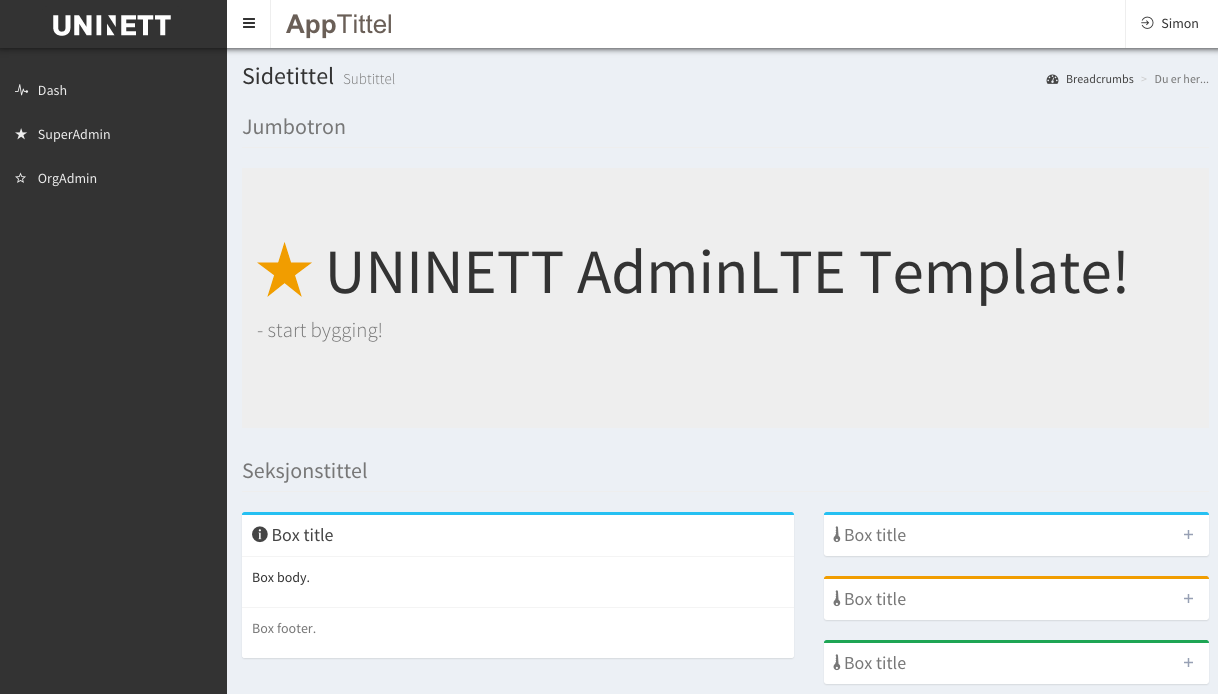 UNINETT
AppTittel
Simon
Dash
SuperAdmin
OrgAdmin
Sidetittel Subtittel
Breadcrumbs > Du er her...
Jumbotron
UNINETT AdminLTE Template!
- start bygging!
Seksjonstittel
Box title
Box body.
Box footer.
Box title +
Box title +
Box title +